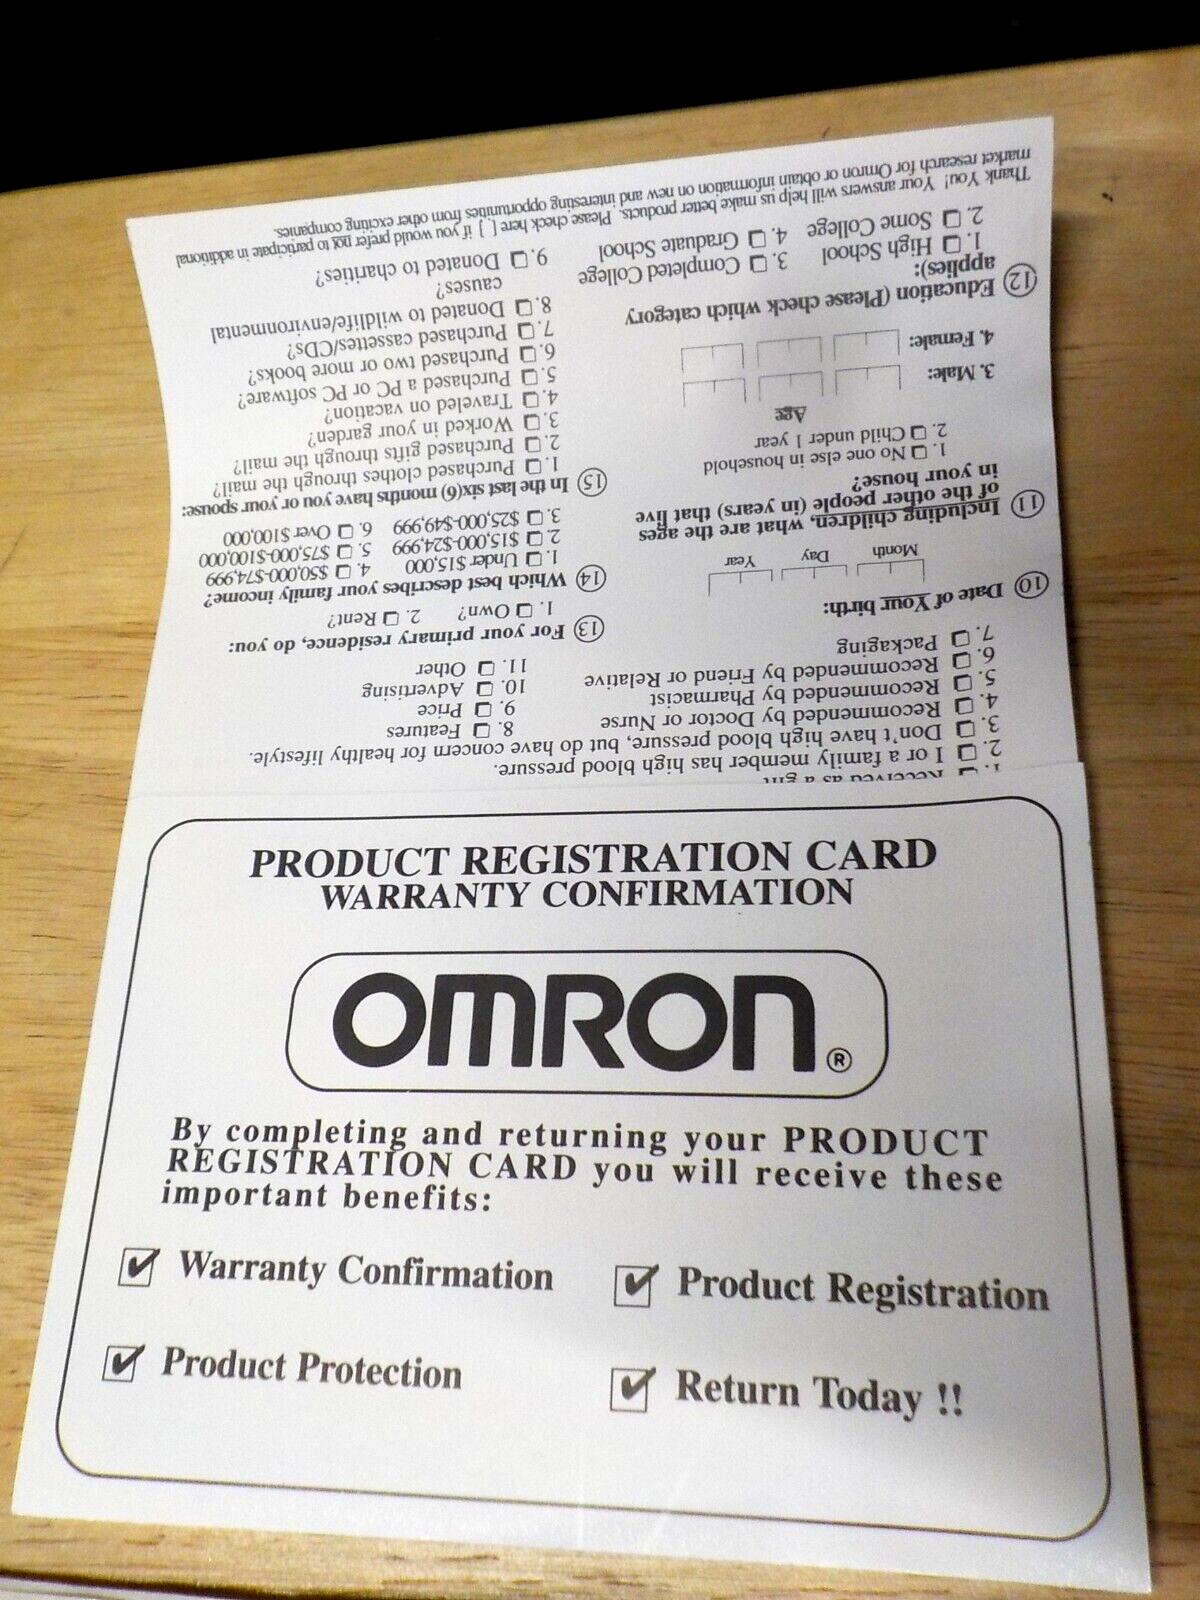 PRODUCT REGISTRATION CARD
WARRANTY CONFIRMATION
OMRON®
By completing and returning your PRODUCT
REGISTRATION CARD you will receive these
important benefits:
✔ Warranty Confirmation
✔ Product Registration
✔ Product Protection
✔ Return Today !!
1. ☐ Received as a gift
2. ☐ I or a family member has high blood pressure.
3. ☐ Don't have high blood pressure, but do have concern for healthy lifestyle.
4. ☐ Recommended by Doctor or Nurse
5. ☐ Recommended by Pharmacist
6. ☐ Recommended by Friend or Relative
7. ☐ Packaging
8. ☐ Features
9. ☐ Price
10. ☐ Advertising
11. ☐ Other
10 Date of Your birth:
Month Day Year
11 Including children, what are the ages
of the other people (in years) that live
in your house?
1. ☐ No one else in household
2. ☐ Child under 1 year
Age
3. Male:
4. Female:
12 Education (Please check which category
applies):
1. ☐ High School 3. ☐ Completed College
2. ☐ Some College 4. ☐ Graduate School
13 For your primary residence, do you:
1. ☐ Own? 2. ☐ Rent?
14 Which best describes your family income?
1. ☐ Under $15,000 4. ☐ $50,000-$74,999
2. ☐ $15,000-$24,999 5. ☐ $75,000-$100,000
3. ☐ $25,000-$49,999 6. ☐ Over $100,000
15 In the last six(6) months have you or your spouse:
1. ☐ Purchased clothes through the mail?
2. ☐ Purchased gifts through the mail?
3. ☐ Worked in your garden?
4. ☐ Traveled on vacation?
5. ☐ Purchased a PC or PC software?
6. ☐ Purchased two or more books?
7. ☐ Purchased cassettes/CDs?
8. ☐ Donated to wildlife/environmental
causes?
9. ☐ Donated to charities?
Thank You! Your answers will help us make better products. Please check here [ ] if you would prefer not to participate in additional
market research for Omron or obtain information on new and interesting opportunities from other exciting companies.